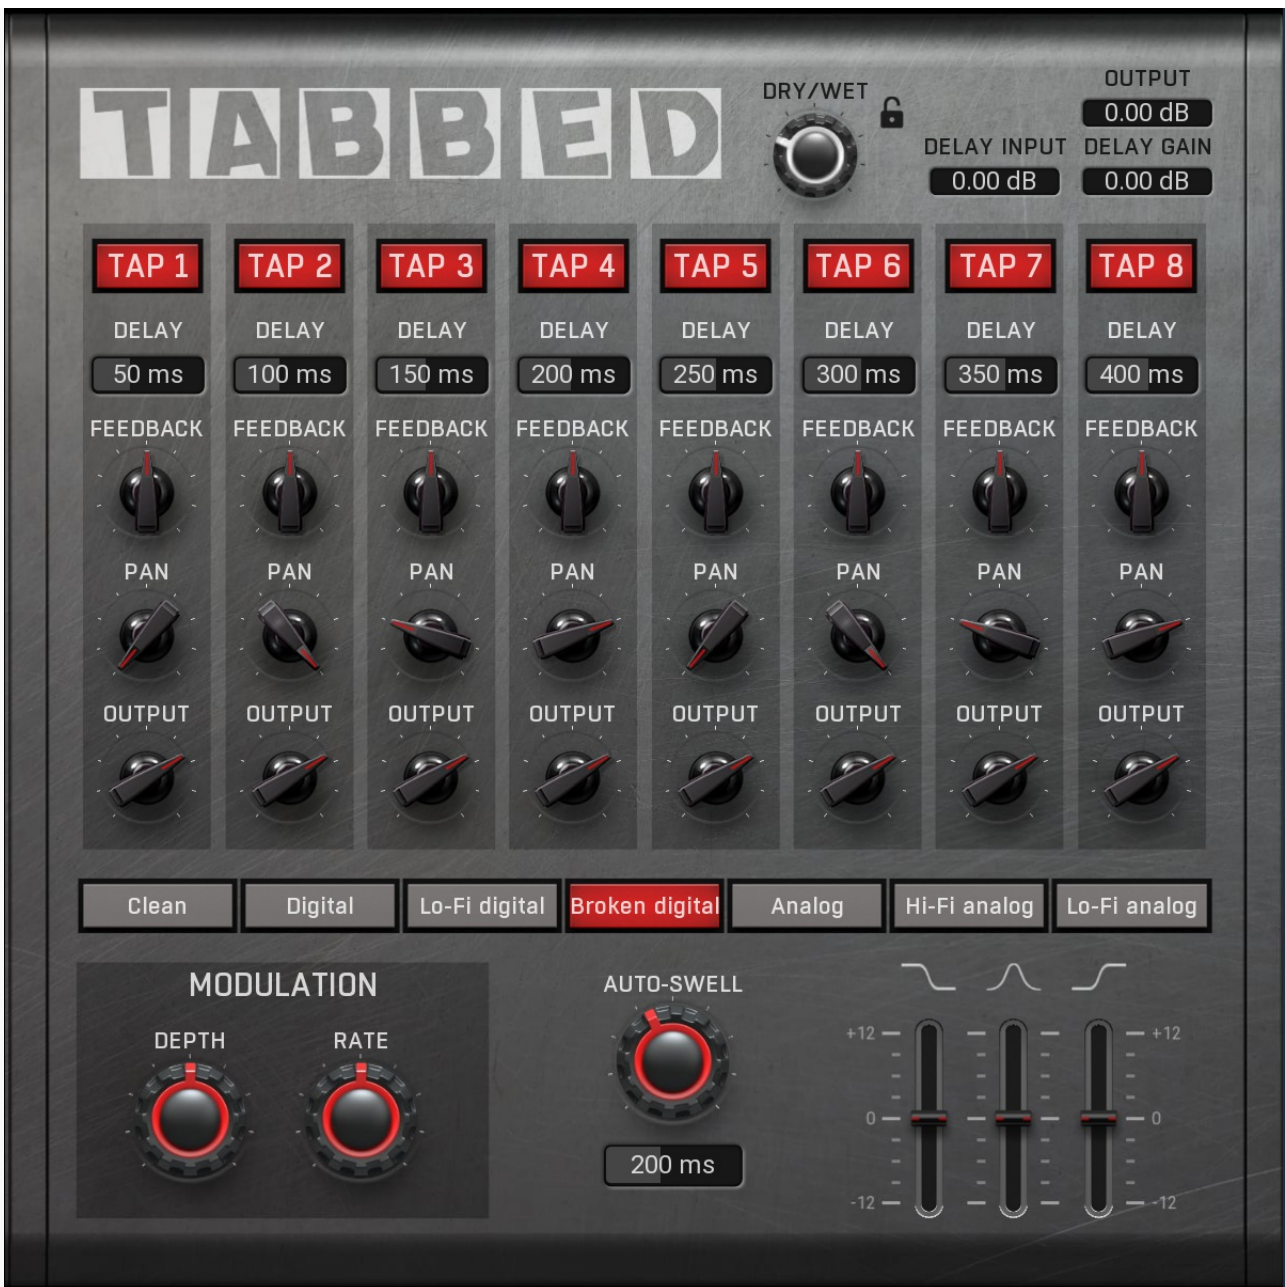 TABBED
DRY/WET
OUTPUT
0.00 dB
DELAY INPUT DELAY GAIN
0.00 dB 0.00 dB
TAP 1 TAP 2 TAP 3 TAP 4 TAP 5 TAP 6 TAP 7 TAP 8
DELAY DELAY DELAY DELAY DELAY DELAY DELAY DELAY
50 ms 100 ms 150 ms 200 ms 250 ms 300 ms 350 ms 400 ms
FEEDBACK FEEDBACK FEEDBACK FEEDBACK FEEDBACK FEEDBACK FEEDBACK FEEDBACK
PAN PAN PAN PAN PAN PAN PAN PAN
OUTPUT OUTPUT OUTPUT OUTPUT OUTPUT OUTPUT OUTPUT OUTPUT
Clean Digital Lo-Fi digital Broken digital Analog Hi-Fi analog Lo-Fi analog
MODULATION
DEPTH RATE
AUTO-SWELL
200 ms
+12 +12
0 0
-12 -12